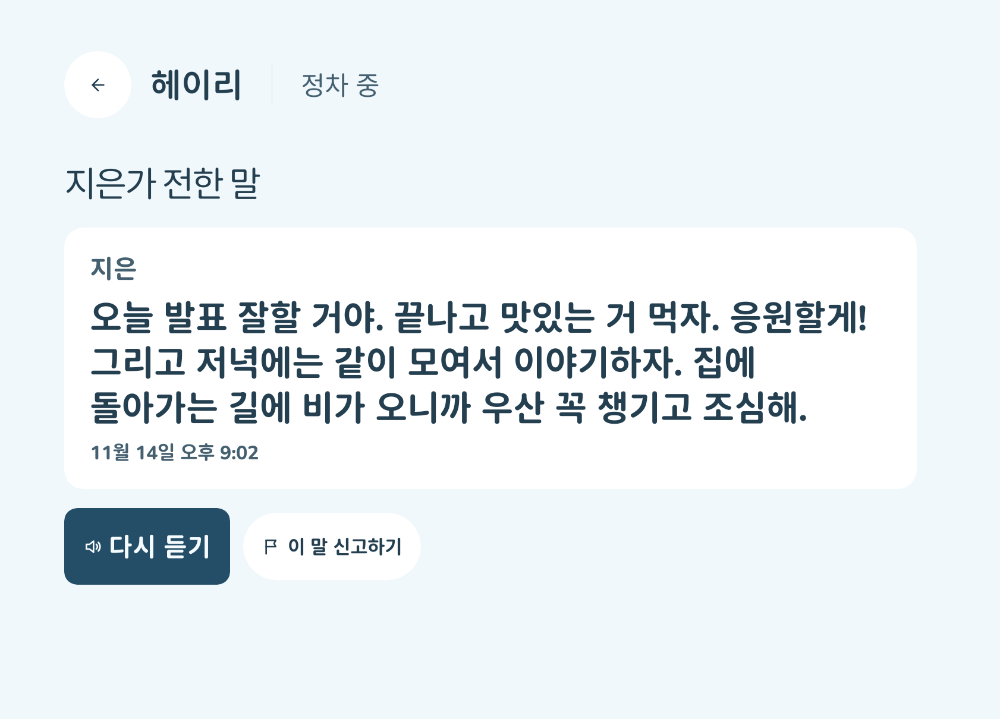 헤이리
정차 중
지은가 전한 말
지은
오늘 발표 잘할 거야. 끝나고 맛있는 거 먹자. 응원할게!
그리고 저녁에는 같이 모여서 이야기하자. 집에
돌아가는 길에 비가 오니까 우산 꼭 챙기고 조심해.
11월 14일 오후 9:02
다시 듣기
이 말 신고하기